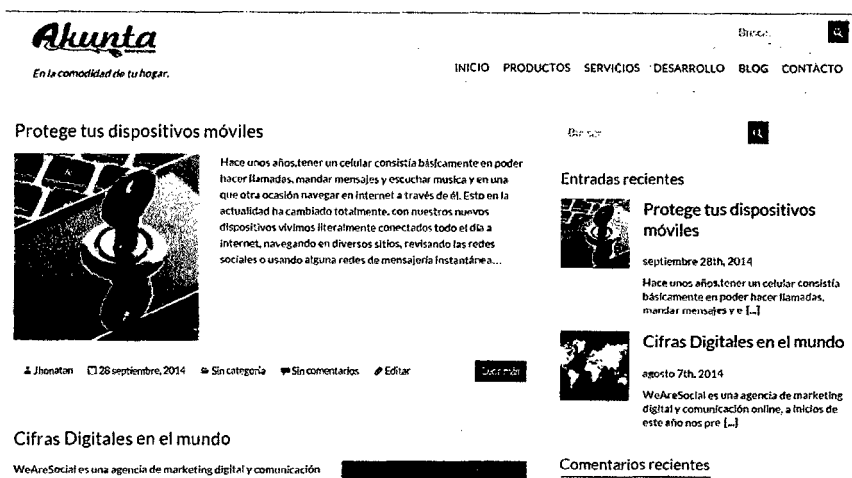 Akunta
En la comodidad de tu hogar.
INICIO PRODUCTOS SERVICIOS DESARROLLO BLOG CONTÁCTO
Protege tus dispositivos móviles
Hace unos años,tener un celular consistía básicamente en poder
hacer llamadas, mandar mensajes y escuchar musica y en una
que otra ocasión navegar en internet a través de él. Esto en la
actualidad ha cambiado totalmente, con nuestros nuevos
dispositivos vivimos literalmente conectados todo el día a
internet, navegando en diversos sitios, revisando las redes
sociales o usando alguna redes de mensajería instantánea...
Jhonatan 28 septiembre, 2014 Sin categoría Sin comentarios Editar
Leer más
Cifras Digitales en el mundo
WeAreSocial es una agencia de marketing digital y comunicación
Buscar
Entradas recientes
Protege tus dispositivos
móviles
septiembre 28th, 2014
Hace unos años,tener un celular consistía
básicamente en poder hacer llamadas,
mandar mensajes y e [...]
Cifras Digitales en el mundo
agosto 7th, 2014
WeAreSocial es una agencia de marketing
digital y comunicación online, a inicios de
este año nos pre [...]
Comentarios recientes